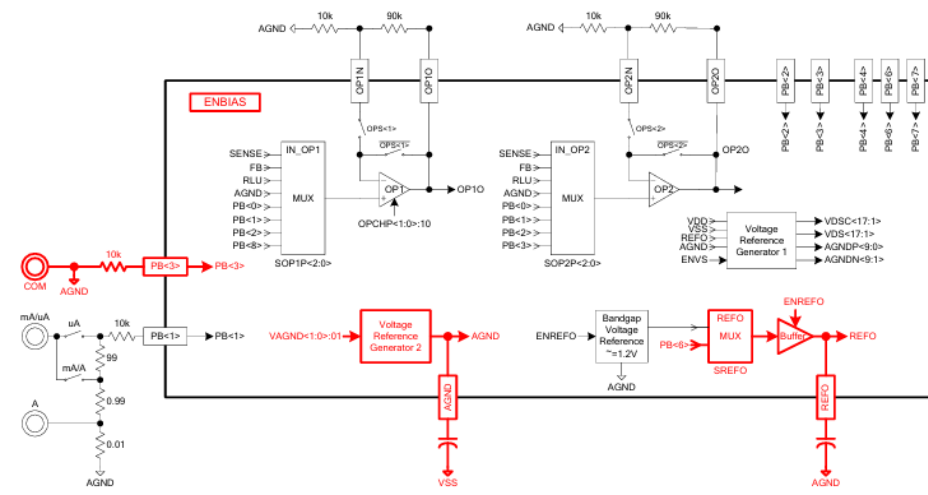 10k
90k
AGND
10k
90k
AGND
OP1N
OP1O
OP2N
OP2O
PB<2>
PB<3>
PB<4>
PB<6>
PB<7>
ENBIAS
OPS<1>
OPS<1>
OPS<2>
OPS<2>
PB<2>
PB<3>
PB<4>
PB<6>
PB<7>
SENSE
FB
RLU
AGND
PB<0>
PB<1>
PB<2>
PB<8>
IN_OP1
MUX
SOP1P<2:0>
OP1
OP1O
OPCHP<1:0>:10
SENSE
FB
RLU
AGND
PB<0>
PB<1>
PB<2>
PB<3>
IN_OP2
MUX
SOP2P<2:0>
OP2
OP2O
VDD
VSS
REFO
AGND
ENVS
Voltage
Reference
Generator 1
VDSC<17:1>
VDS<17:1>
AGNDP<9:0>
AGNDN<9:1>
COM
AGND
10k
PB<3>
PB<3>
mA/uA
uA
10k
PB<1>
PB<1>
99
mA/A
0.99
A
0.01
AGND
VAGND<1:0>:01
Voltage
Reference
Generator 2
AGND
AGND
VSS
ENREFO
Bandgap
Voltage
Reference
~=1.2V
AGND
PB<6>
REFO
MUX
SREFO
ENREFO
Buffer
REFO
REFO
AGND